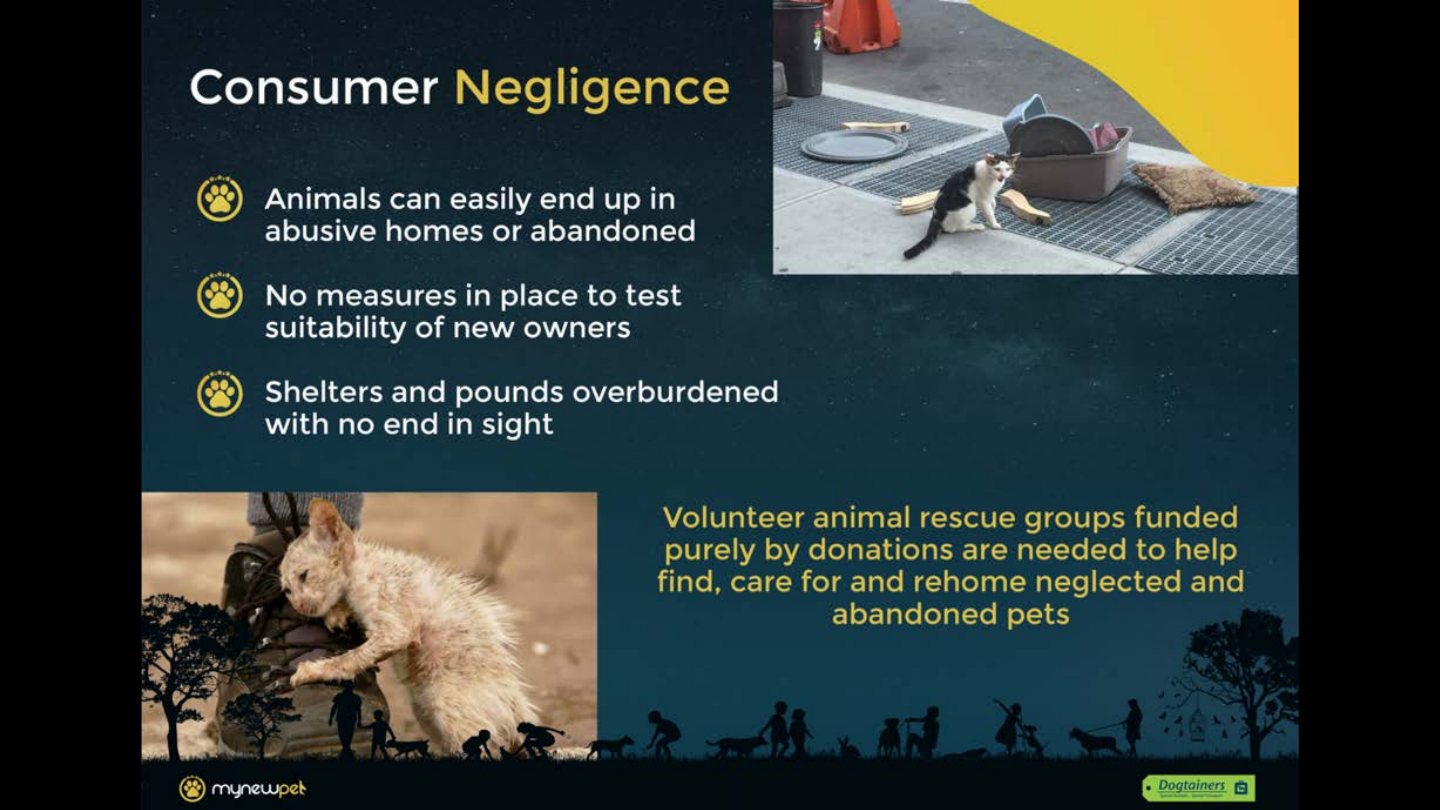 Consumer Negligence
Animals can easily end up in
abusive homes or abandoned
No measures in place to test
suitability of new owners
Shelters and pounds overburdened
with no end in sight
Volunteer animal rescue groups funded
purely by donations are needed to help
find, care for and rehome neglected and
abandoned pets
mynewpet
Dogtainers